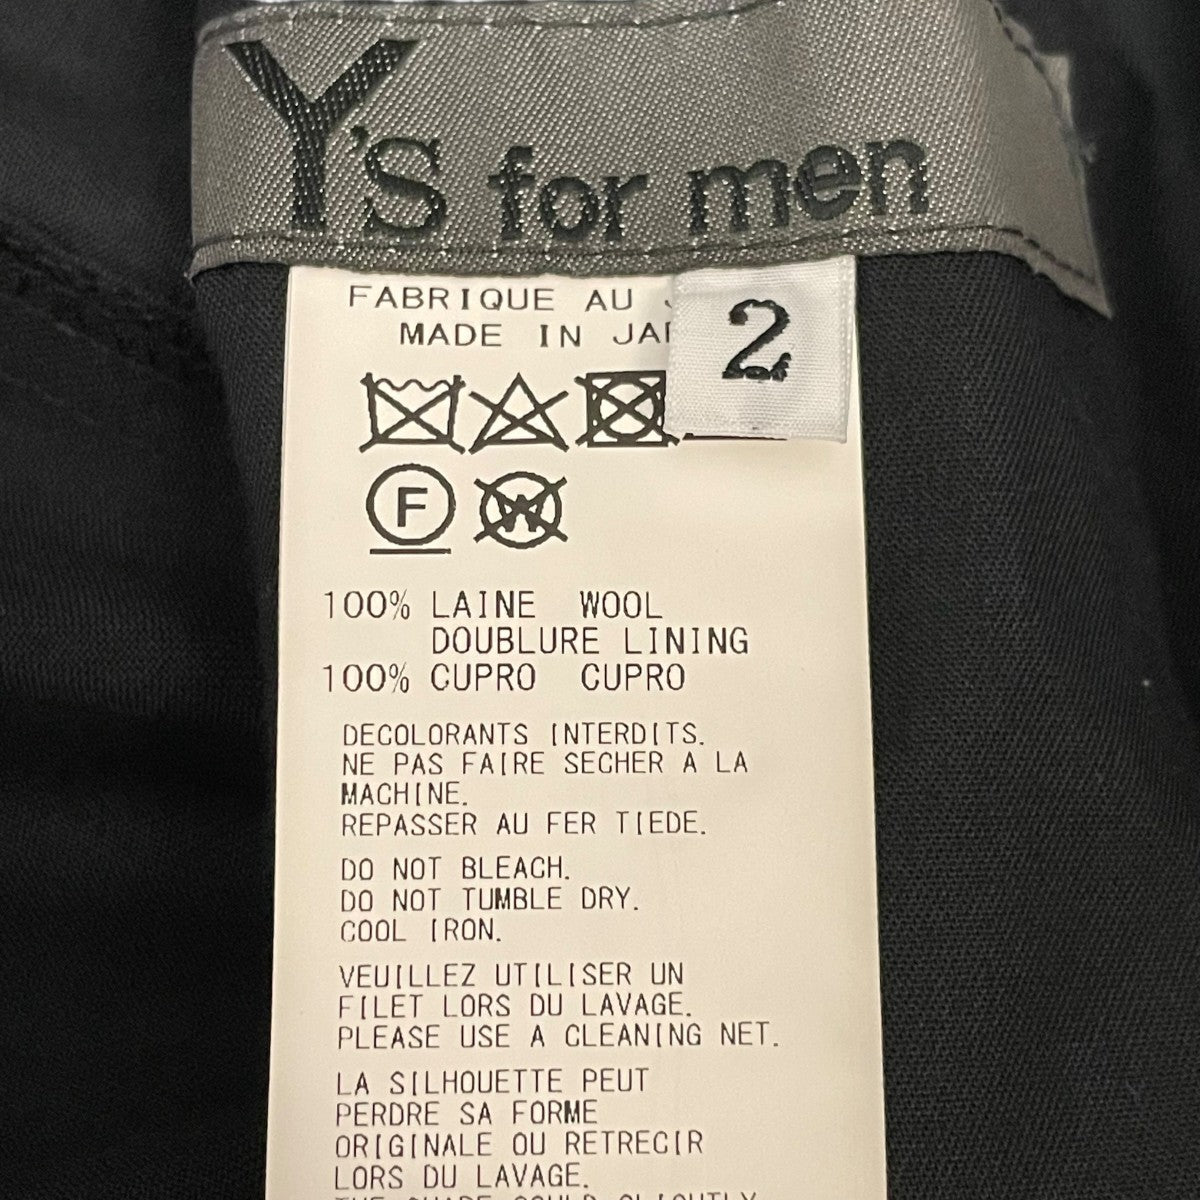 Y's for men
2
FABRIQUE AU
MADE IN
F
W
100% LAINE WOOL
DOUBLURE LINING
100% CUPRO CUPRO
DECOLORANTS INTERDITS.
NE PAS FAIRE SECHER A LA
MACHINE.
REPASSER AU FER TIEDE.
DO NOT BLEACH.
DO NOT TUMBLE DRY.
COOL IRON.
VEUILLEZ UTILISER UN
FILET LORS DU LAVAGE.
PLEASE USE A CLEANING NET.
LA SILHOUETTE PEUT
PERDRE SA FORME
ORIGINALE OU RETRECIR
LORS DU LAVAGE.